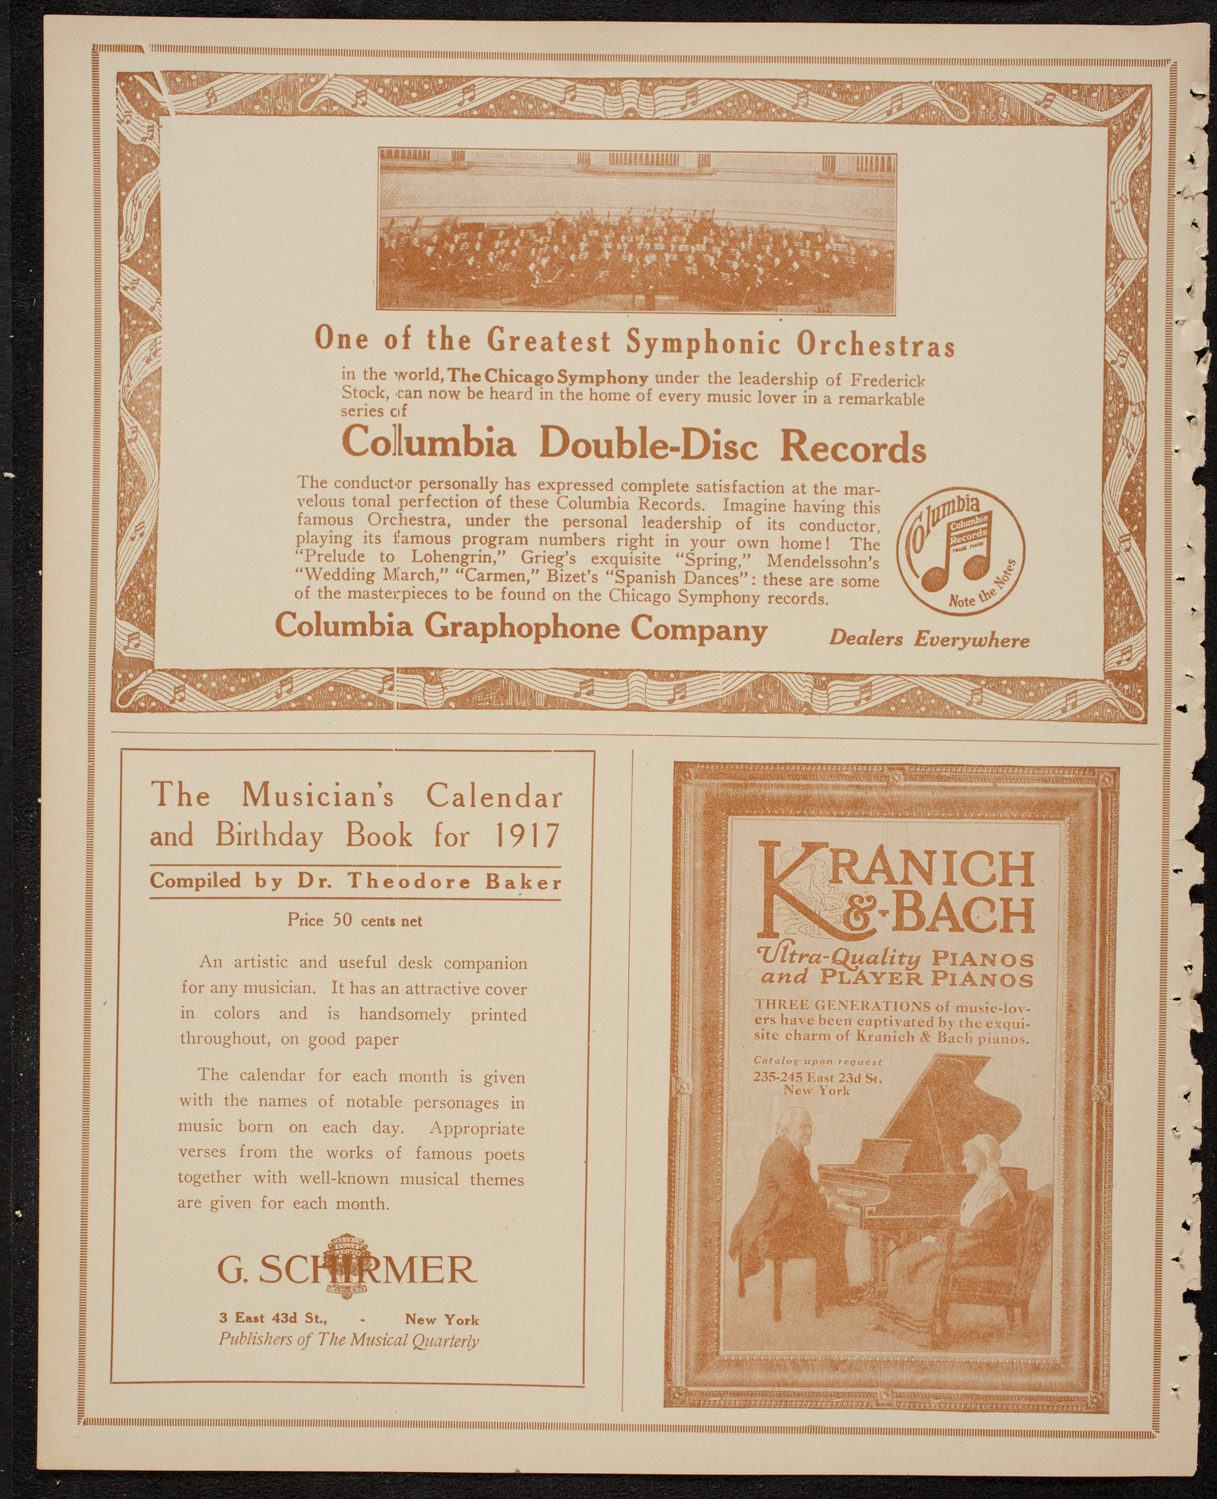 One of the Greatest Symphonic Orchestras
in the world, The Chicago Symphony under the leadership of Frederick
Stock, can now be heard in the home of every music lover in a remarkable
series of
Columbia Double-Disc Records
The conductor personally has expressed complete satisfaction at the mar-
velous tonal perfection of these Columbia Records. Imagine having this
famous Orchestra, under the personal leadership of its conductor,
playing its famous program numbers right in your own home! The
“Prelude to Lohengrin,” Grieg’s exquisite “Spring,” Mendelssohn’s
“Wedding March,” “Carmen,” Bizet’s “Spanish Dances”: these are some
of the masterpieces to be found on the Chicago Symphony records.
Columbia
Columbia
Records
TRADE MARK
Note the Notes
Columbia Graphophone Company
Dealers Everywhere
The Musician’s Calendar
and Birthday Book for 1917
Compiled by Dr. Theodore Baker
Price 50 cents net
An artistic and useful desk companion
for any musician. It has an attractive cover
in colors and is handsomely printed
throughout, on good paper
The calendar for each month is given
with the names of notable personages in
music born on each day. Appropriate
verses from the works of famous poets
together with well-known musical themes
are given for each month.
G. SCHIRMER
3 East 43d St., - New York
Publishers of The Musical Quarterly
KRANICH
&-BACH
Ultra-Quality PIANOS
and PLAYER PIANOS
THREE GENERATIONS of music-lov-
ers have been captivated by the exqui-
site charm of Kranich & Bach pianos.
Catalog upon request
235-245 East 23d St.
New York